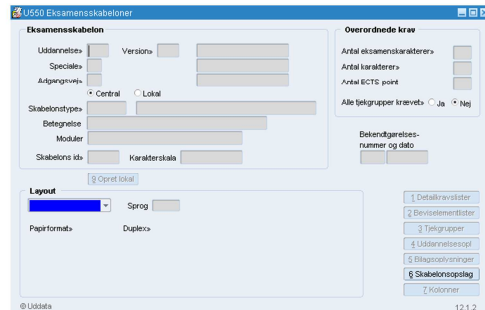 U550 Eksamensskabeloner
Eksamensskabelon
Uddannelse» Version»
Speciale»
Adgangsvej»
Central Lokal
Skabelonstype»
Betegnelse
Moduler
Skabelons id» Karakterskala
9 Opret lokal
Overordnede krav
Antal eksamenskarakterer»
Antal karakterer»
Antal ECTS point
Alle tjekgrupper krævet» Ja Nej
Bekendtgørelses-
nummer og dato
Layout
Sprog
Papirformat» Duplex»
1 Detailkravslister
2 Beviselementlister
3 Tjekgrupper
4 Uddannelsesopl
5 Bilagsoplysninger
6 Skabelonsopslag
7 Kolonner
© Uddata 12.1.2